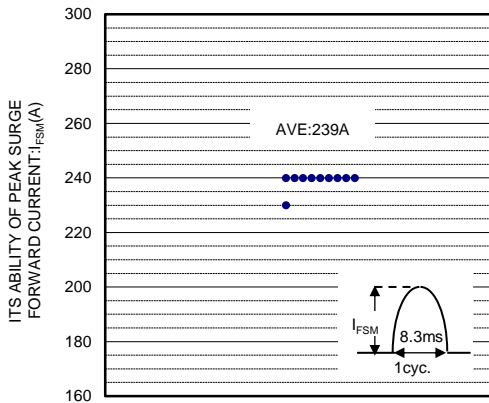 ITS ABILITY OF PEAK SURGE
FORWARD CURRENT:IFSM(A)
300
280
260
240
220
200
180
160
AVE:239A
IFSM
8.3ms
1cyc.